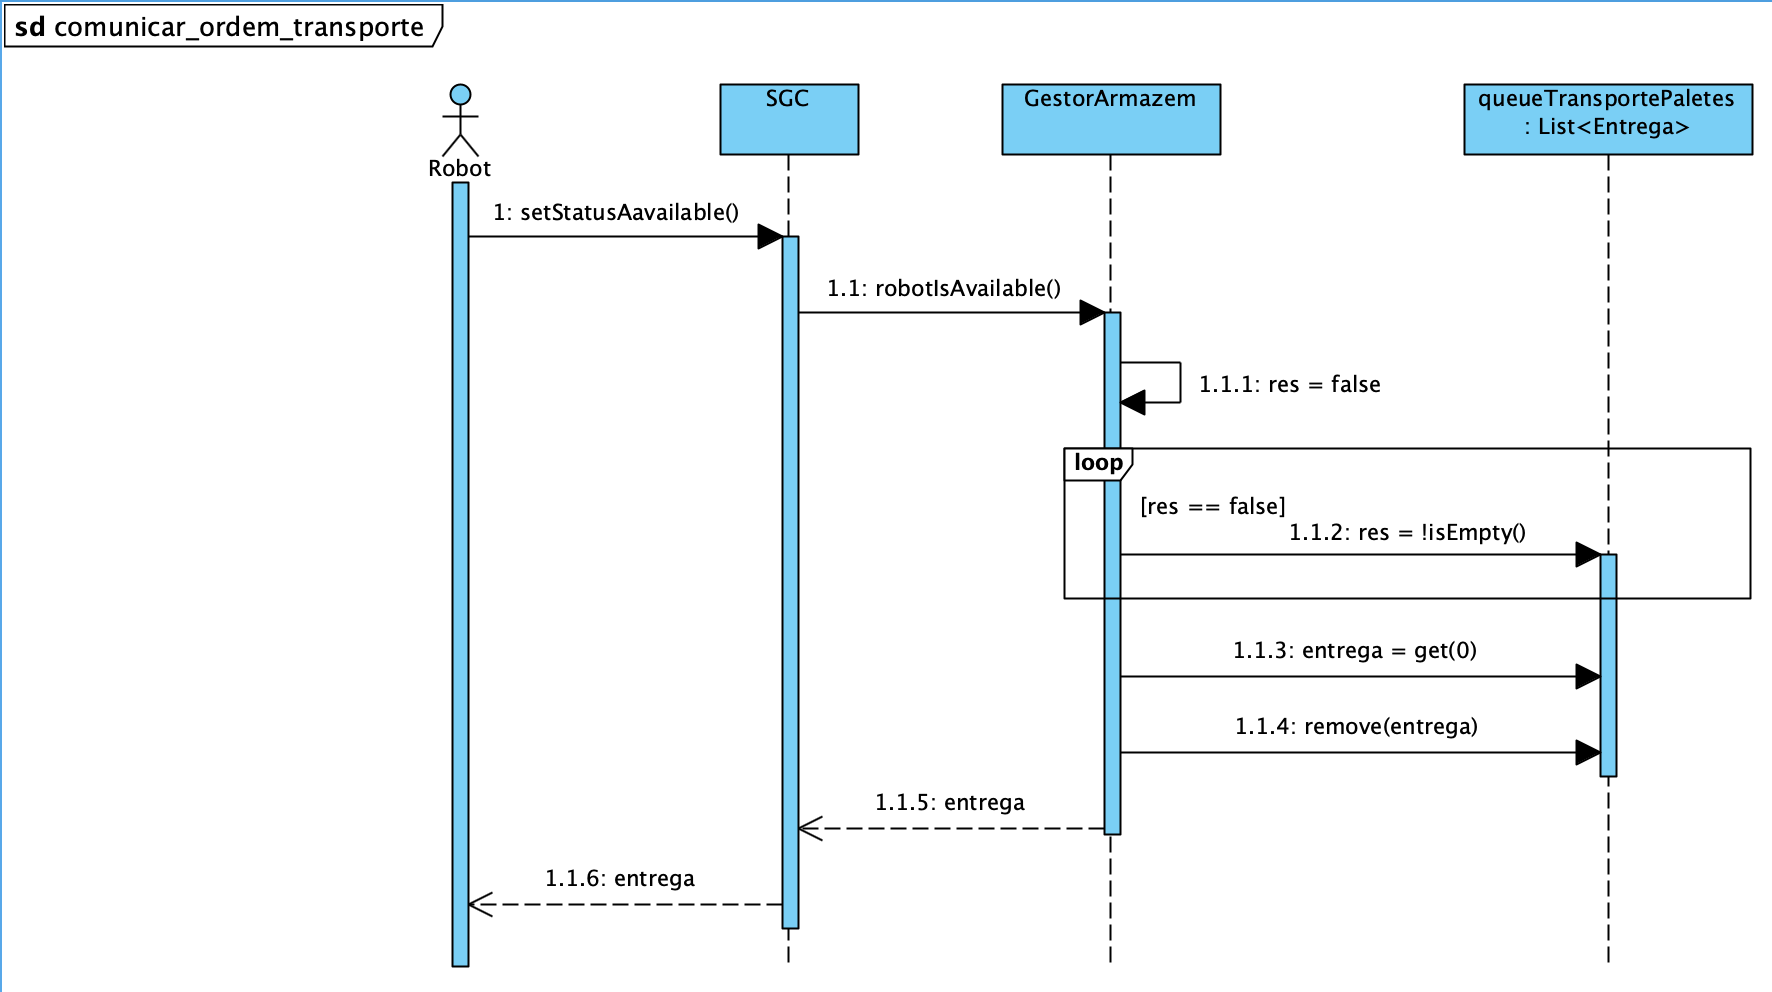 sd comunicar_ordem_transporte
SGC
GestorArmazem
queueTransportePaletes
: List<Entrega>
Robot
1: setStatusAavailable()
1.1: robotIsAvailable()
1.1.1: res = false
loop
[res == false]
1.1.2: res = !isEmpty()
1.1.3: entrega = get(0)
1.1.4: remove(entrega)
1.1.5: entrega
1.1.6: entrega